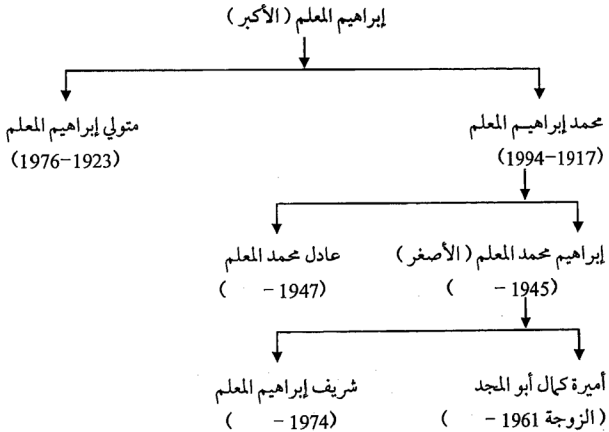 إبراهيم المعلم (الأكبر)
محمد إبراهيم المعلم
(1917-1994)
متولي إبراهيم المعلم
(1923-1976)
إبراهيم محمد المعلم (الأصغر)
(1945 - )
عادل محمد المعلم
(1947 - )
أميرة كمال أبو المجد
(الزوجة 1961 - )
شريف إبراهيم المعلم
(1974 - )